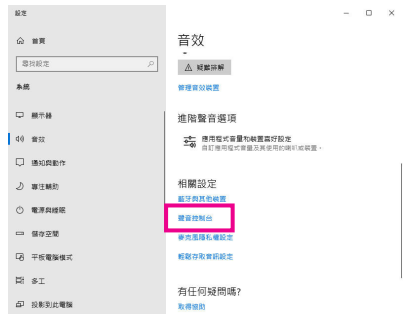 設定
首頁
尋找設定
系統
顯示器
音效
通知與動作
專注輔助
電源與睡眠
儲存空間
平板電腦模式
多工
投影到此電腦
音效
疑難排解
管理音效裝置
進階聲音選項
應用程式音量和裝置喜好設定
自訂應用程式音量及其使用的喇叭或裝置。
相關設定
藍牙與其他裝置
聲音控制台
麥克風隱私權設定
輕鬆存取音訊設定
有任何疑問嗎?
取得協助